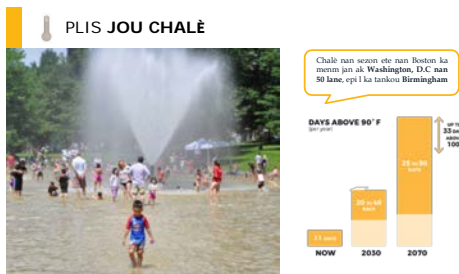 PLIS JOU CHALÈ
Chalè nan sezon ete nan Boston ka
menm jan ak Washington, D.C nan
50 lane, epi l ka tankou Birmingham
DAYS ABOVE 90˚F
(per year)
UP TO
33 DAYS
ABOVE
100
25 to 90
DAYS
20 to 40
DAYS
11 DAYS
NOW
2030
2070